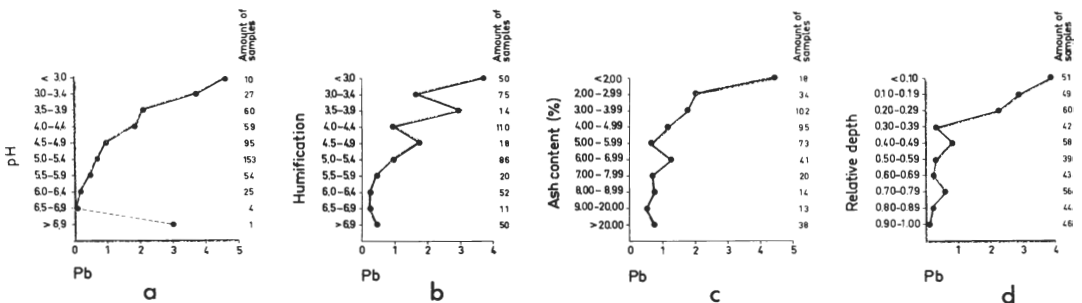 Amount of samples
pH
< 3.0 10
3.0-3.4 27
3.5-3.9 60
4.0-4.4 59
4.5-4.9 95
5.0-5.4 153
5.5-5.9 54
6.0-6.4 25
6.5-6.9 4
> 6.9 1
0 1 2 3 4 5
Pb
a
Amount of samples
Humification
< 3.0 50
3.0-3.4 75
3.5-3.9 14
4.0-4.4 110
4.5-4.9 18
5.0-5.4 86
5.5-5.9 20
6.0-6.4 52
6.5-6.9 11
> 6.9 50
0 1 2 3 4
Pb
b
Amount of samples
Ash content (%)
< 2.00 18
2.00-2.99 34
3.00-3.99 102
4.00-4.99 95
5.00-5.99 73
6.00-6.99 41
7.00-7.99 20
8.00-8.99 14
9.00-20.00 13
> 20.00 38
0 1 2 3 4 5
Pb
c
Amount of samples
Relative depth
< 0.10 51
0.10-0.19 49
0.20-0.29
0.30-0.39 42
0.40-0.49 58
0.50-0.59
0.60-0.69 43
0.70-0.79
0.80-0.89
0.90-1.00
0 1 2 3 4
Pb
d